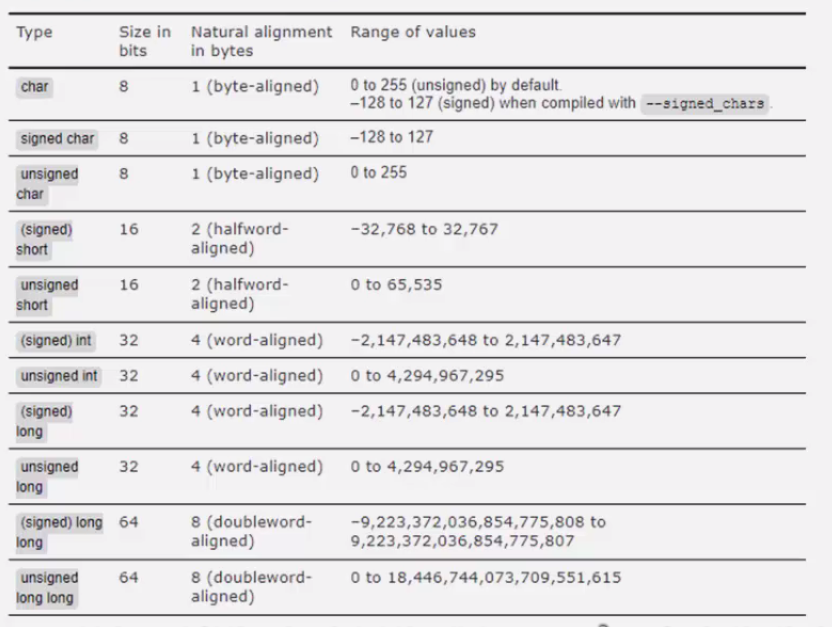 Type Size in bits Natural alignment in bytes Range of values
char 8 1 (byte-aligned) 0 to 255 (unsigned) by default.
–128 to 127 (signed) when compiled with --signed_chars.
signed char 8 1 (byte-aligned) –128 to 127
unsigned char 8 1 (byte-aligned) 0 to 255
(signed) short 16 2 (halfword-aligned) −32,768 to 32,767
unsigned short 16 2 (halfword-aligned) 0 to 65,535
(signed) int 32 4 (word-aligned) −2,147,483,648 to 2,147,483,647
unsigned int 32 4 (word-aligned) 0 to 4,294,967,295
(signed) long 32 4 (word-aligned) −2,147,483,648 to 2,147,483,647
unsigned long 32 4 (word-aligned) 0 to 4,294,967,295
(signed) long long 64 8 (doubleword-aligned) −9,223,372,036,854,775,808 to 9,223,372,036,854,775,807
unsigned long long 64 8 (doubleword-aligned) 0 to 18,446,744,073,709,551,615